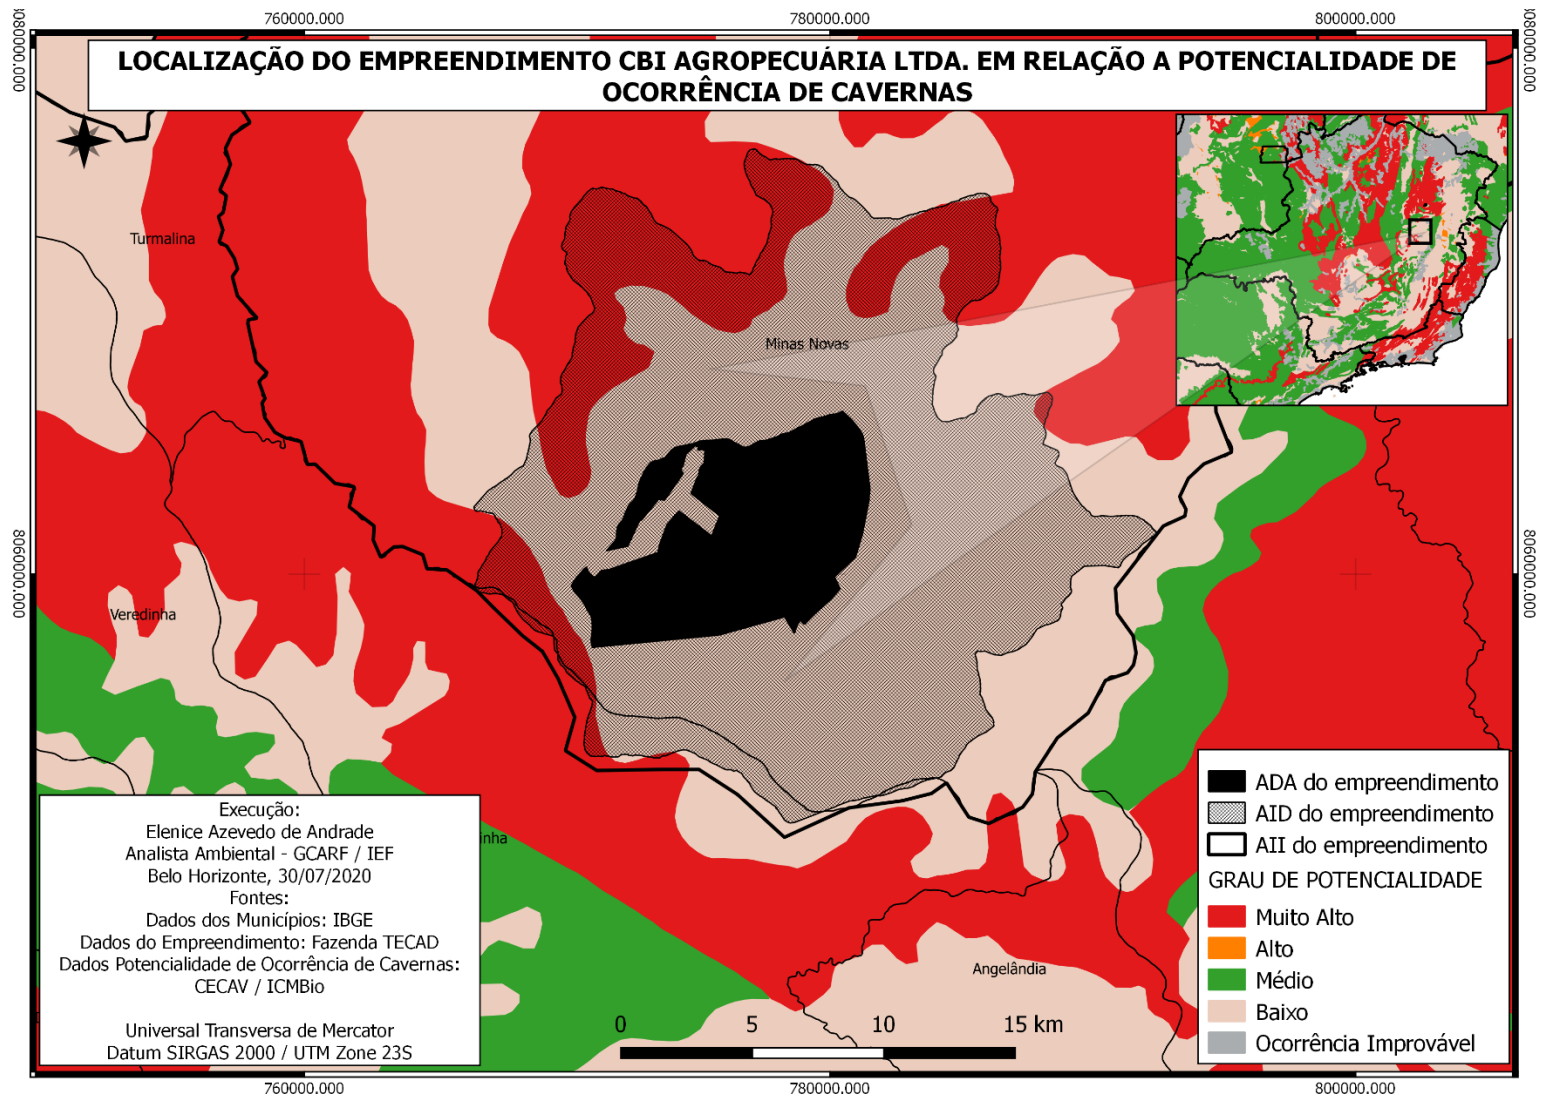 760000.000
780000.000
800000.000
LOCALIZAÇÃO DO EMPREENDIMENTO CBI AGROPECUÁRIA LTDA. EM RELAÇÃO A POTENCIALIDADE DE
OCORRÊNCIA DE CAVERNAS
Turmalina
Minas Novas
8060000.000
8060000.000
Veredinha
inha
Angelândia
ADA do empreendimento
AID do empreendimento
AII do empreendimento
GRAU DE POTENCIALIDADE
Muito Alto
Alto
Médio
Baixo
Ocorrência Improvável
Execução:
Elenice Azevedo de Andrade
Analista Ambiental - GCARF / IEF
Belo Horizonte, 30/07/2020
Fontes:
Dados dos Municípios: IBGE
Dados do Empreendimento: Fazenda TECAD
Dados Potencialidade de Ocorrência de Cavernas:
CECAV / ICMBio
Universal Transversa de Mercator
Datum SIRGAS 2000 / UTM Zone 23S
0 5 10 15 km
760000.000
780000.000
800000.000